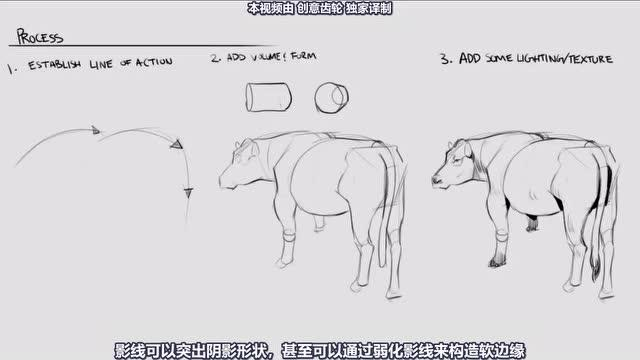 本视频由 创意齿轮 独家译制
PROCESS
1. ESTABLISH LINE OF ACTION
2. ADD VOLUME & FORM
3. ADD SOME LIGHTING/TEXTURE
影线可以突出阴影形状，甚至可以通过弱化影线来构造软边缘